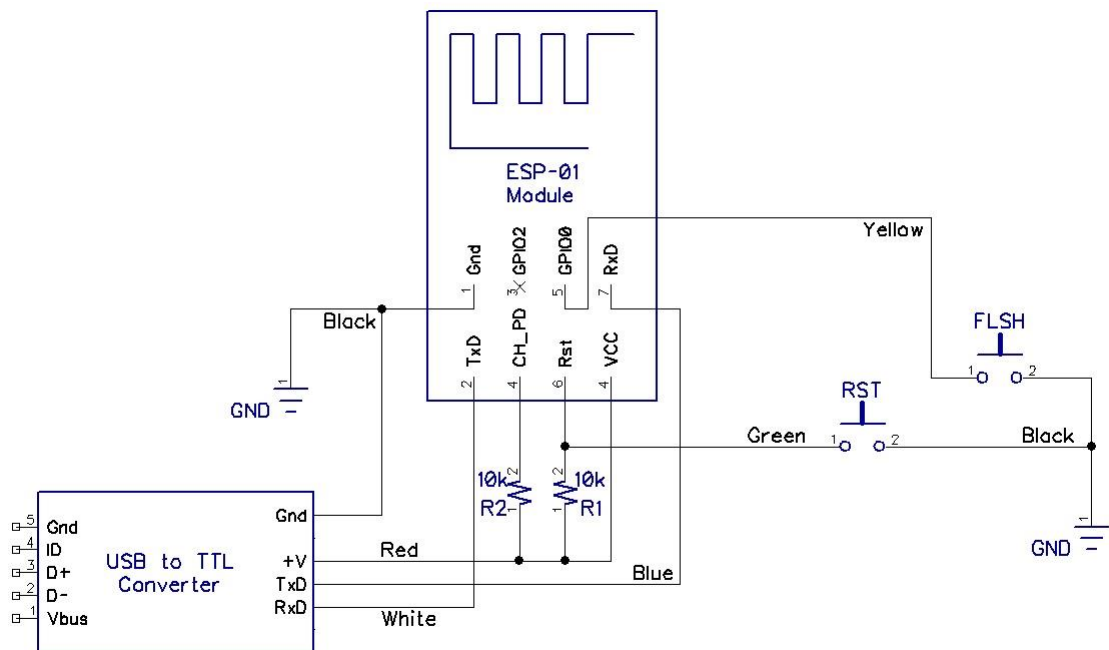 ESP-01
Module
Gnd
GPIO2
GPIO0
RxD
1
3
5
7
TxD
CH_PD
Rst
VCC
2
4
6
4
Yellow
Black
1
GND
FLSH
1
2
RST
1
2
Green
Black
1
GND
10k
2
R2
1
10k
2
R1
1
USB to TTL
Converter
5
Gnd
4
ID
3
D+
2
D-
1
Vbus
Gnd
+V
TxD
RxD
Red
Blue
White